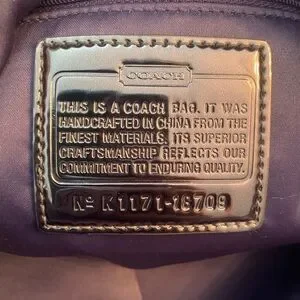 COACH
THIS IS A COACH BAG. IT WAS
HANDCRAFTED IN CHINA FROM THE
FINEST MATERIALS. ITS SUPERIOR
CRAFTSMANSHIP REFLECTS OUR
COMMITMENT TO ENDURING QUALITY.
Nº K1171-18709